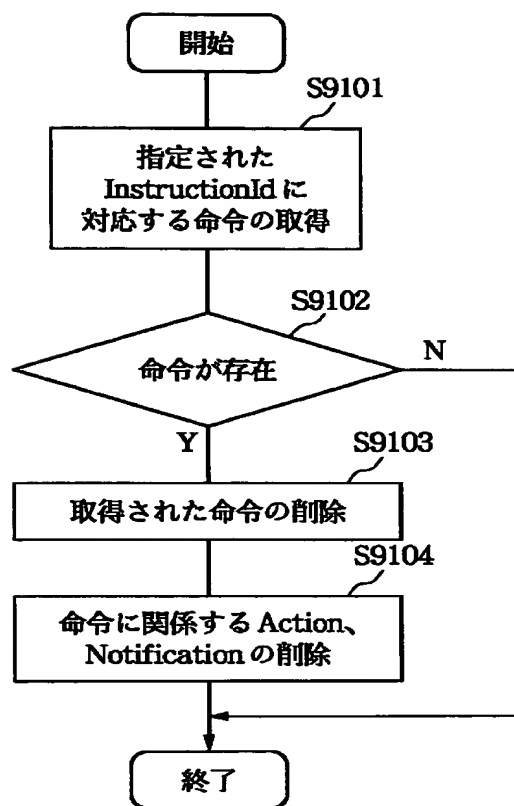 開始
S9101
指定された
InstructionIdに
対応する命令の取得
S9102
命令が存在
N
Y
S9103
取得された命令の削除
S9104
命令に関係するAction、
Notificationの削除
終了